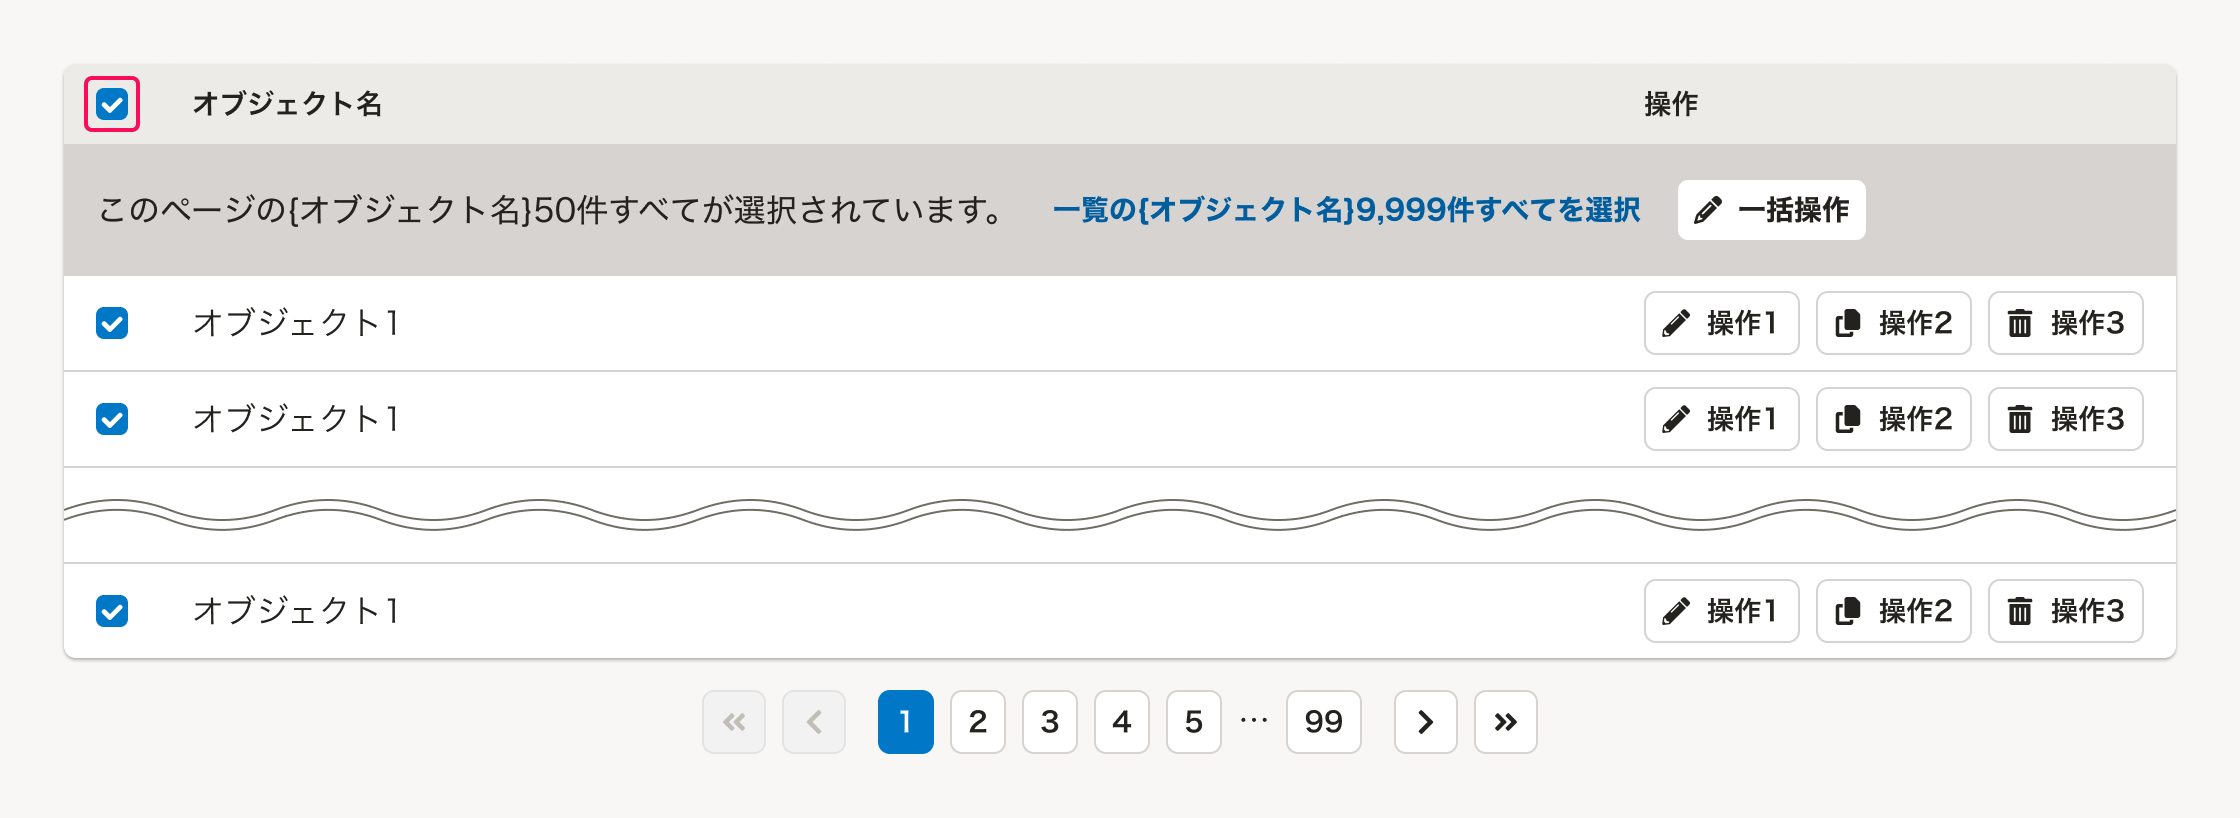 オブジェクト名 操作
このページの{オブジェクト名}50件すべてが選択されています。 一覧の{オブジェクト名}9,999件すべてを選択 一括操作
オブジェクト1 操作1 操作2 操作3
オブジェクト1 操作1 操作2 操作3
オブジェクト1 操作1 操作2 操作3
1 2 3 4 5 … 99